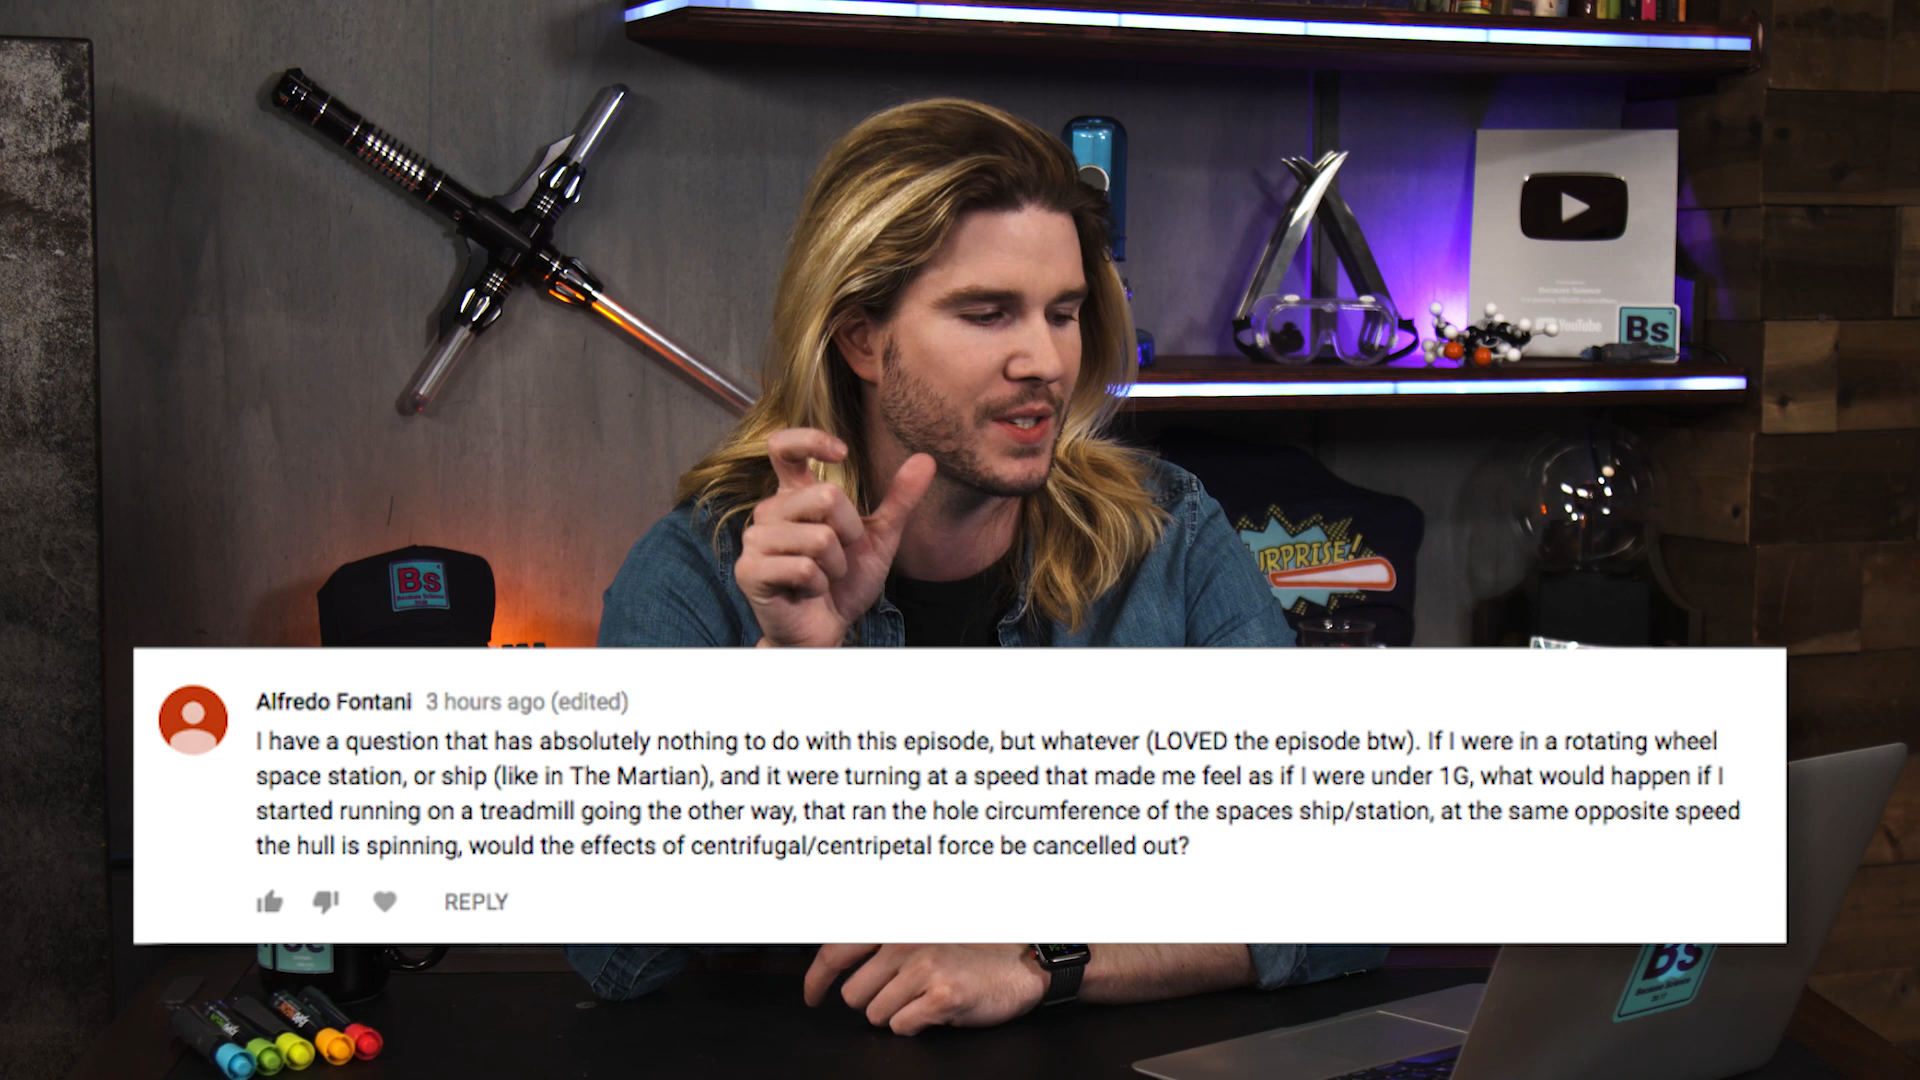 YouTube
Bs
URPRISE!
Bs
Because Science
Alfredo Fontani 3 hours ago (edited)
I have a question that has absolutely nothing to do with this episode, but whatever (LOVED the episode btw). If I were in a rotating wheel
space station, or ship (like in The Martian), and it were turning at a speed that made me feel as if I were under 1G, what would happen if I
started running on a treadmill going the other way, that ran the hole circumference of the spaces ship/station, at the same opposite speed
the hull is spinning, would the effects of centrifugal/centripetal force be cancelled out?
REPLY
Bs
Because Science